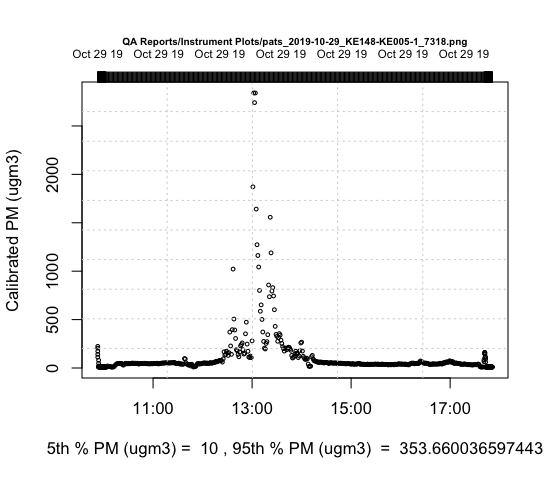 QA Reports/Instrument Plots/pats_2019-10-29_KE148-KE005-1_7318.png
Oct 29 19 Oct 29 19 Oct 29 19 Oct 29 19 Oct 29 19 Oct 29 19 Oct 29 19
Calibrated PM (ugm3)
2000
1000
500
0
11:00 13:00 15:00 17:00
5th % PM (ugm3) = 10 , 95th % PM (ugm3) = 353.660036597443